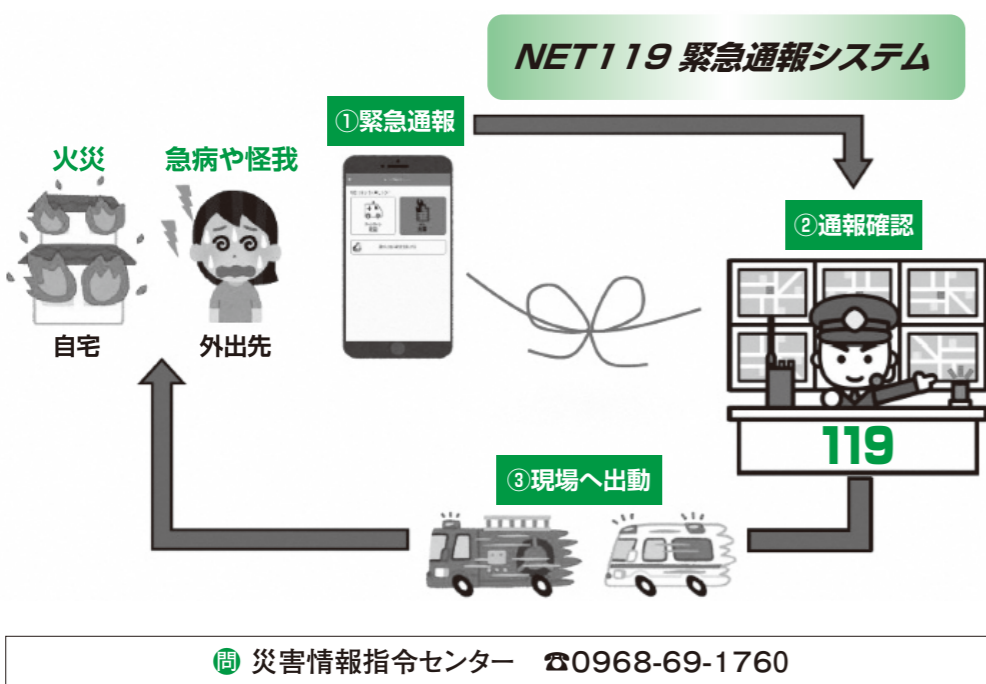 NET119 緊急通報システム
①緊急通報
火災
急病や怪我
②通報確認
自宅
外出先
119
③現場へ出動
問 災害情報指令センター ☎0968-69-1760